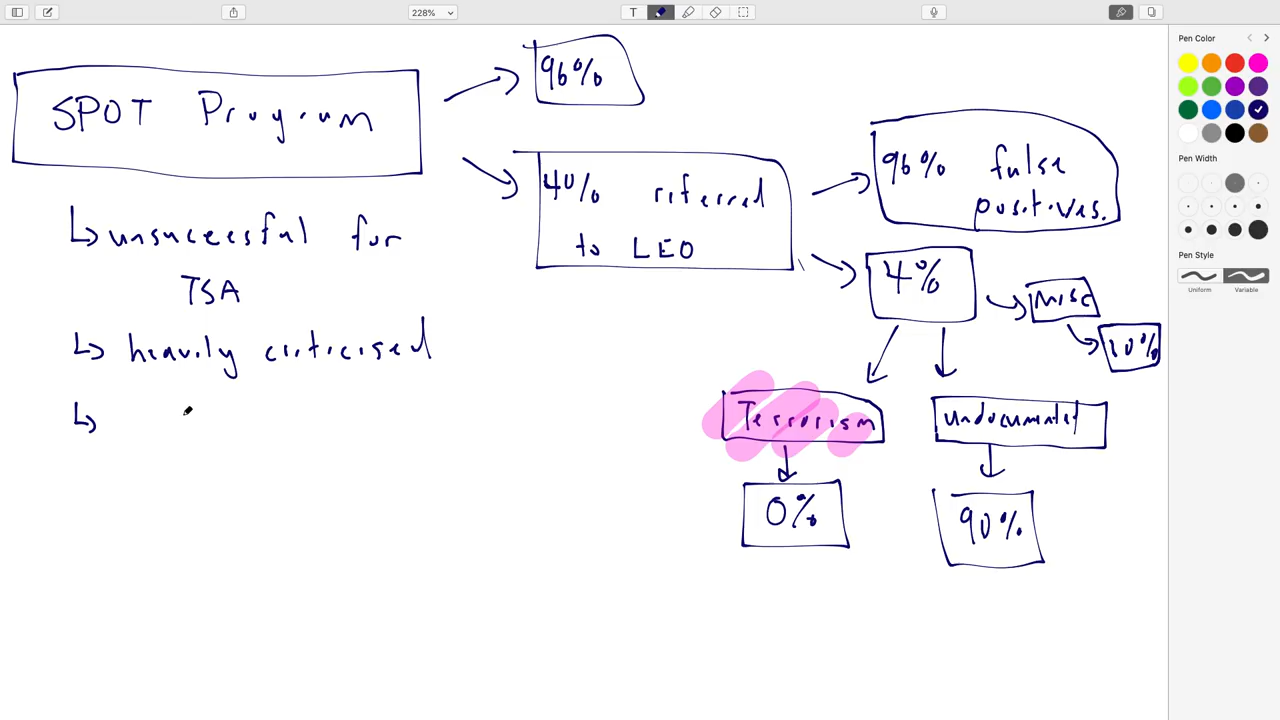 228%
T
SPOT Program
↳ unsuccessful for
TSA
↳ heavily criticised
↳
96%
40% referred
to LEO
96% false
positives.
4%
Misc
10%
Terrorism
undocumented
0%
90%
Pen Color
Pen Width
Pen Style
Uniform
Variable